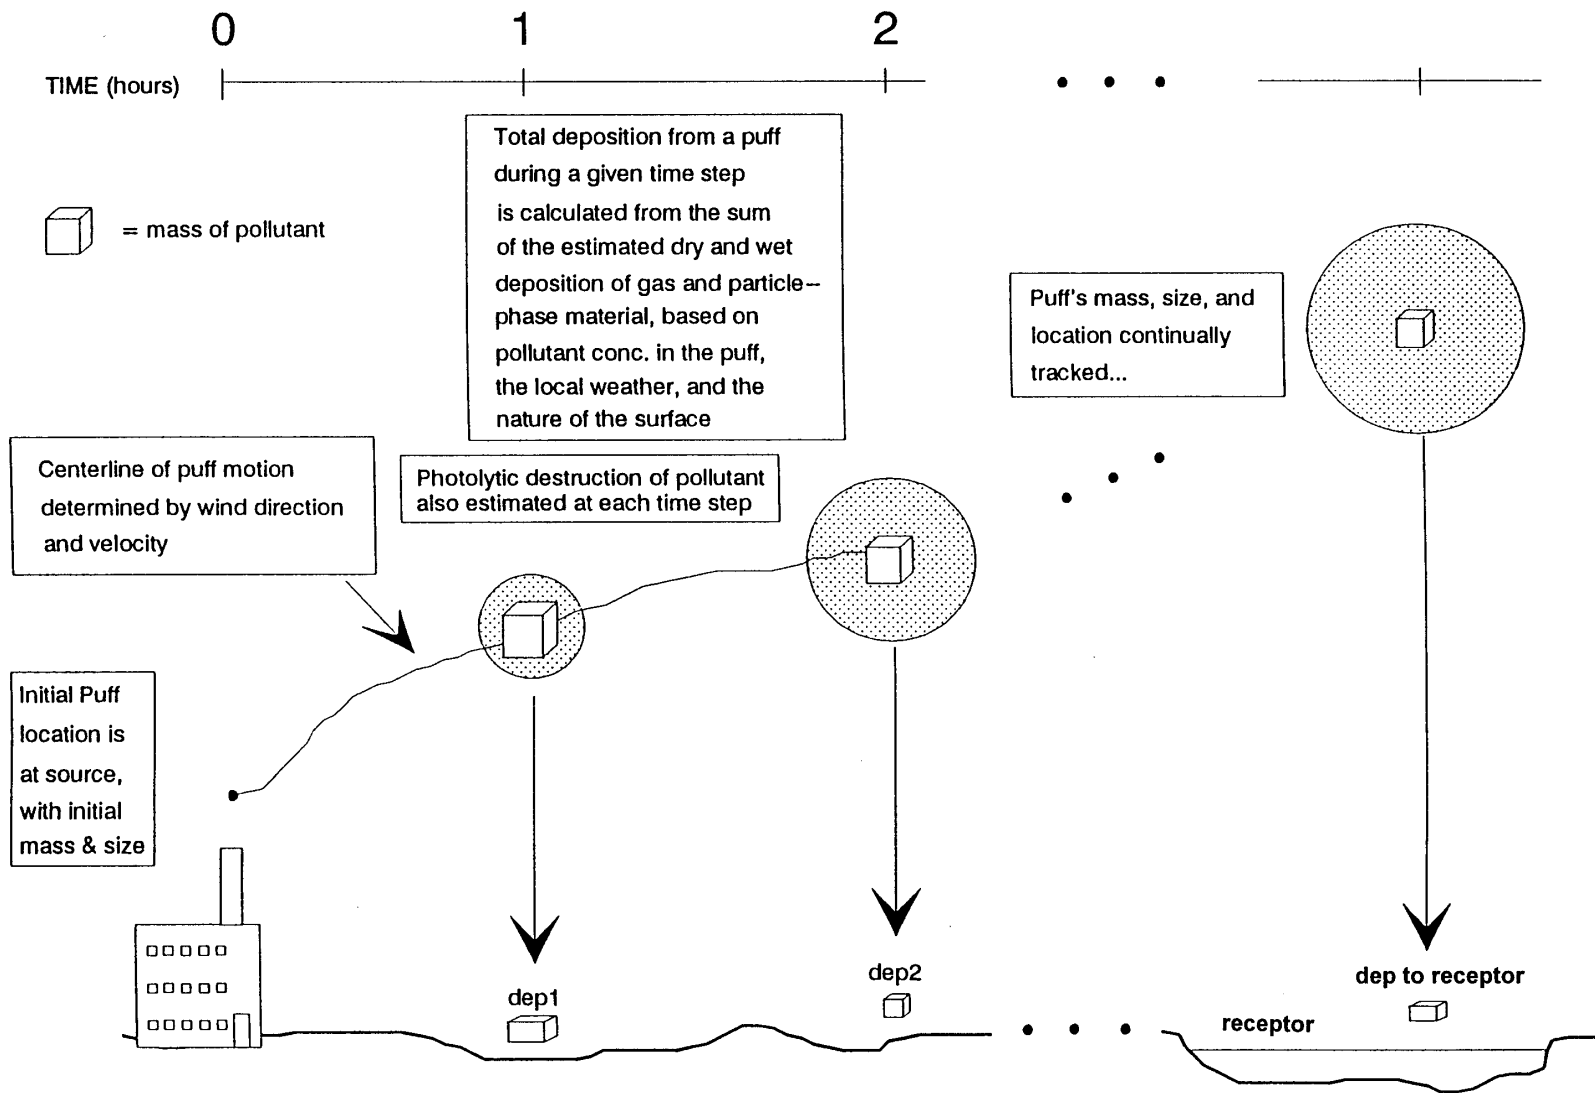 0
1
2
TIME (hours)
= mass of pollutant
Total deposition from a puff
during a given time step
is calculated from the sum
of the estimated dry and wet
deposition of gas and particle–
phase material, based on
pollutant conc. in the puff,
the local weather, and the
nature of the surface
Puff's mass, size, and
location continually
tracked...
Centerline of puff motion
determined by wind direction
and velocity
Photolytic destruction of pollutant
also estimated at each time step
Initial Puff
location is
at source,
with initial
mass & size
dep1
dep2
dep to receptor
receptor